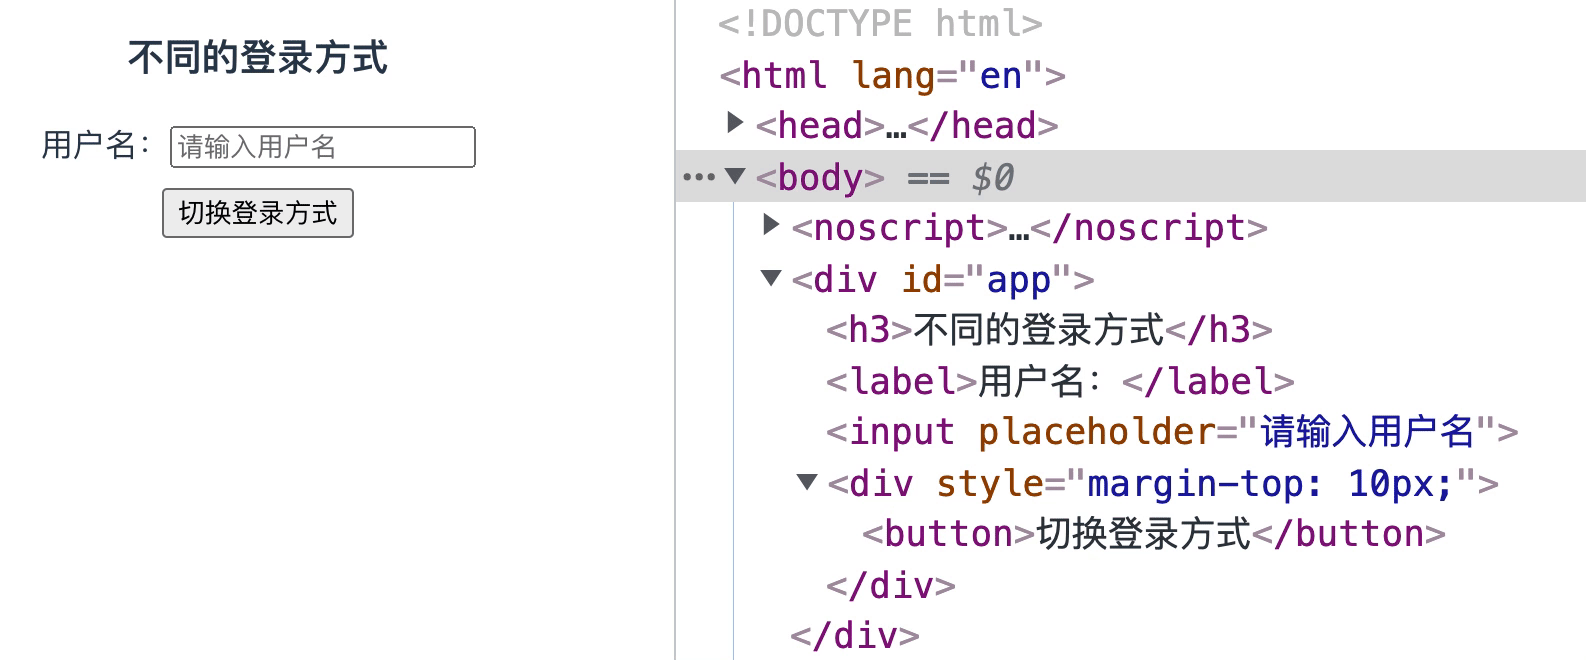 不同的登录方式
用户名：
请输入用户名
切换登录方式
<!DOCTYPE html>
<html lang="en">
<head>…</head>
<body> == $0
<noscript>…</noscript>
<div id="app">
<h3>不同的登录方式</h3>
<label>用户名：</label>
<input placeholder="请输入用户名">
<div style="margin-top: 10px;">
<button>切换登录方式</button>
</div>
</div>